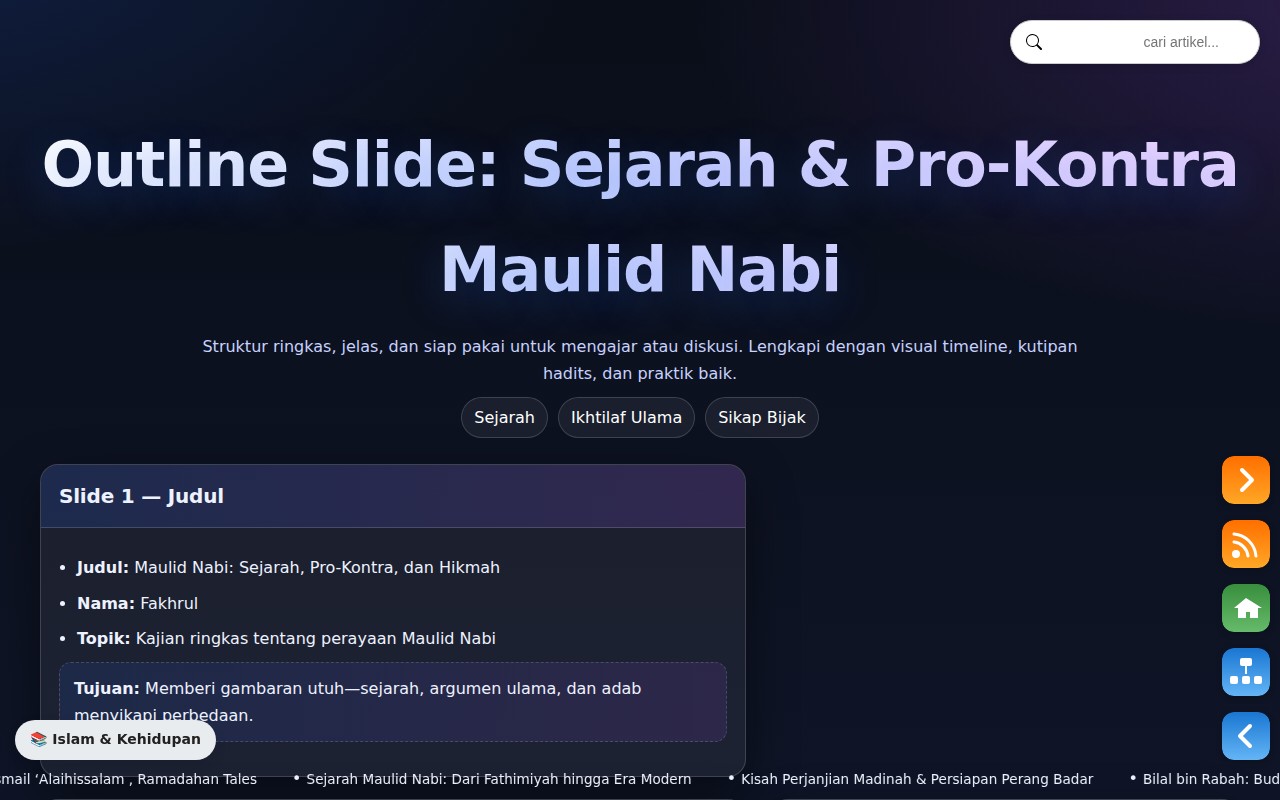 cari artikel...
Outline Slide: Sejarah & Pro-Kontra
Maulid Nabi
Struktur ringkas, jelas, dan siap pakai untuk mengajar atau diskusi. Lengkapi dengan visual timeline, kutipan
hadits, dan praktik baik.
Sejarah Ikhtilaf Ulama Sikap Bijak
Slide 1 — Judul
• Judul: Maulid Nabi: Sejarah, Pro-Kontra, dan Hikmah
• Nama: Fakhrul
• Topik: Kajian ringkas tentang perayaan Maulid Nabi
Tujuan: Memberi gambaran utuh—sejarah, argumen ulama, dan adab
menyikapi perbedaan.
📚 Islam & Kehidupan
smail ‘Alaihissalam , Ramadahan Tales • Sejarah Maulid Nabi: Dari Fathimiyah hingga Era Modern • Kisah Perjanjian Madinah & Persiapan Perang Badar • Bilal bin Rabah: Bud